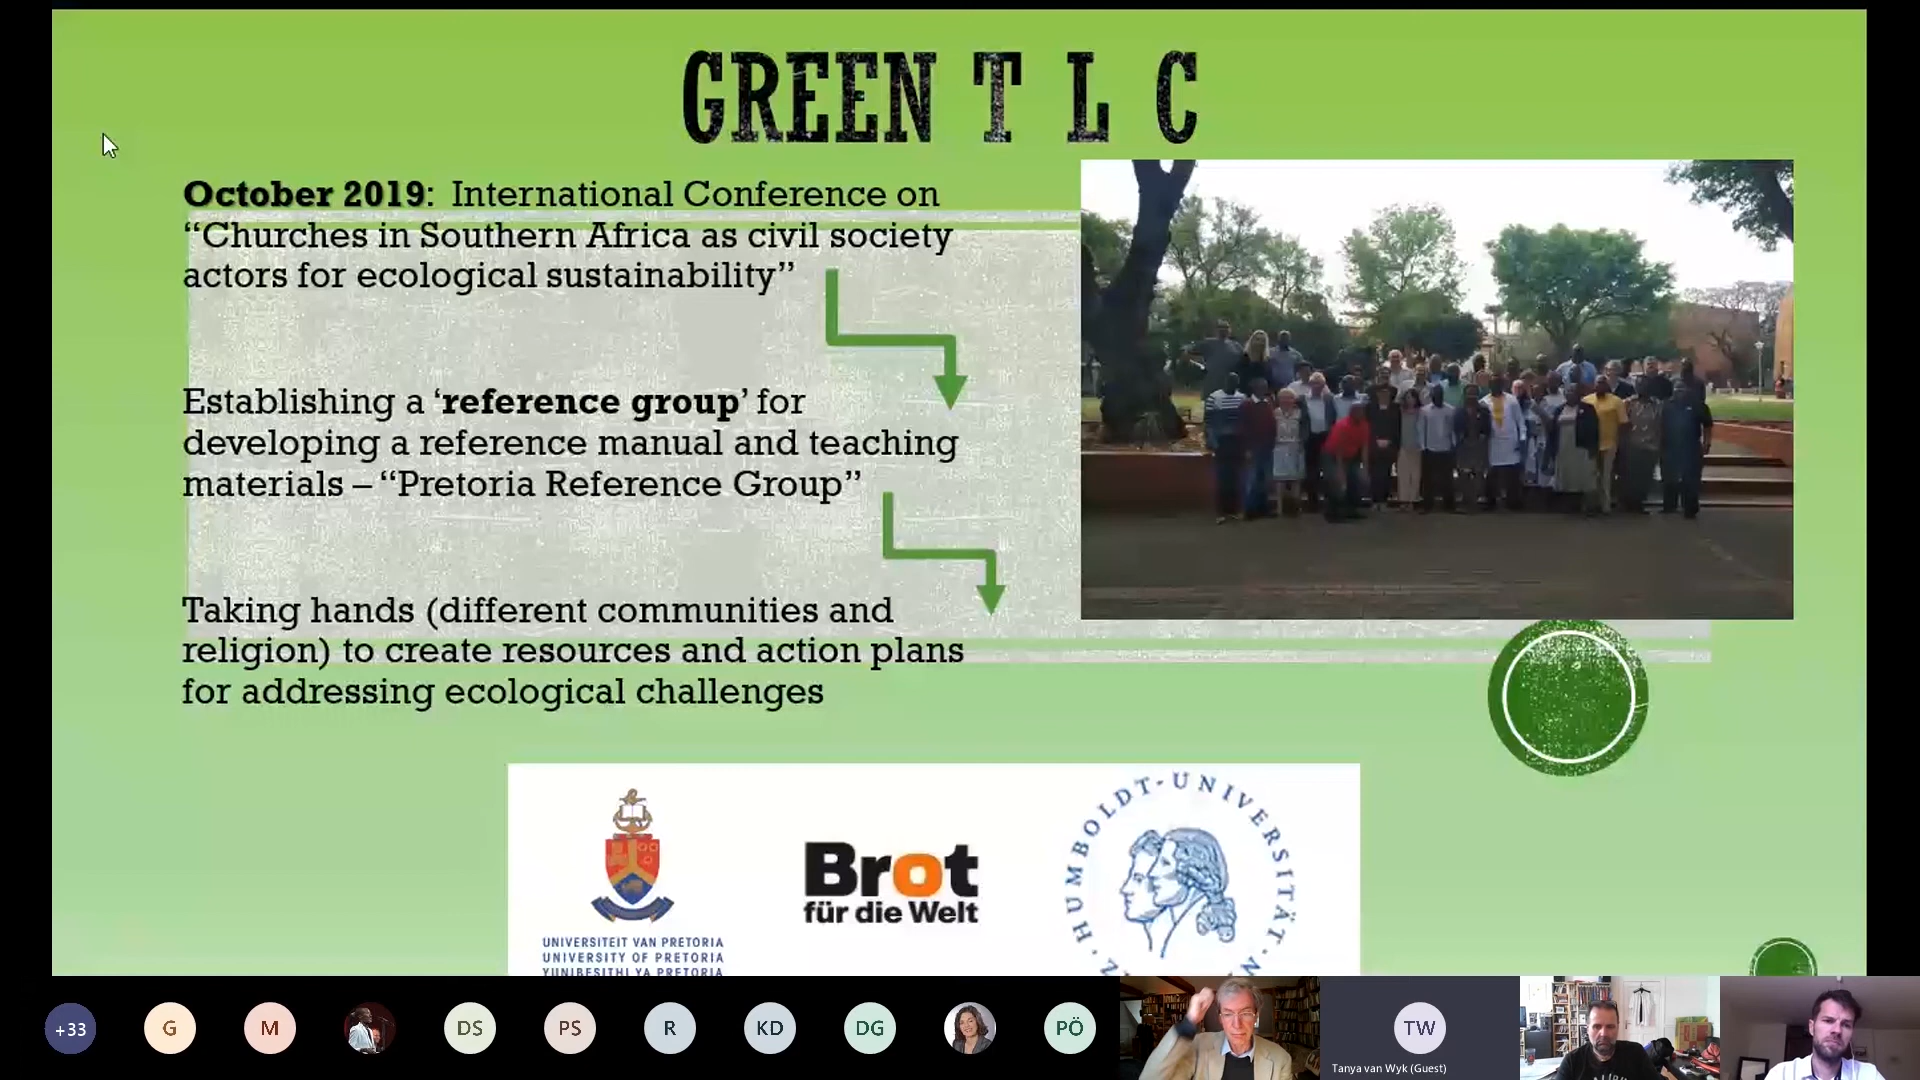 GREEN T L C
October 2019: International Conference on
“Churches in Southern Africa as civil society
actors for ecological sustainability”
Establishing a ‘reference group’ for
developing a reference manual and teaching
materials – “Pretoria Reference Group”
Taking hands (different communities and
religion) to create resources and action plans
for addressing ecological challenges
UNIVERSITEIT VAN PRETORIA
UNIVERSITY OF PRETORIA
YUNIBESITHI YA PRETORIA
Brot
für die Welt
HUMBOLDT-UNIVERSITÄT
+33
G
M
DS
PS
R
KD
DG
PÖ
TW
Tanya van Wyk (Guest)